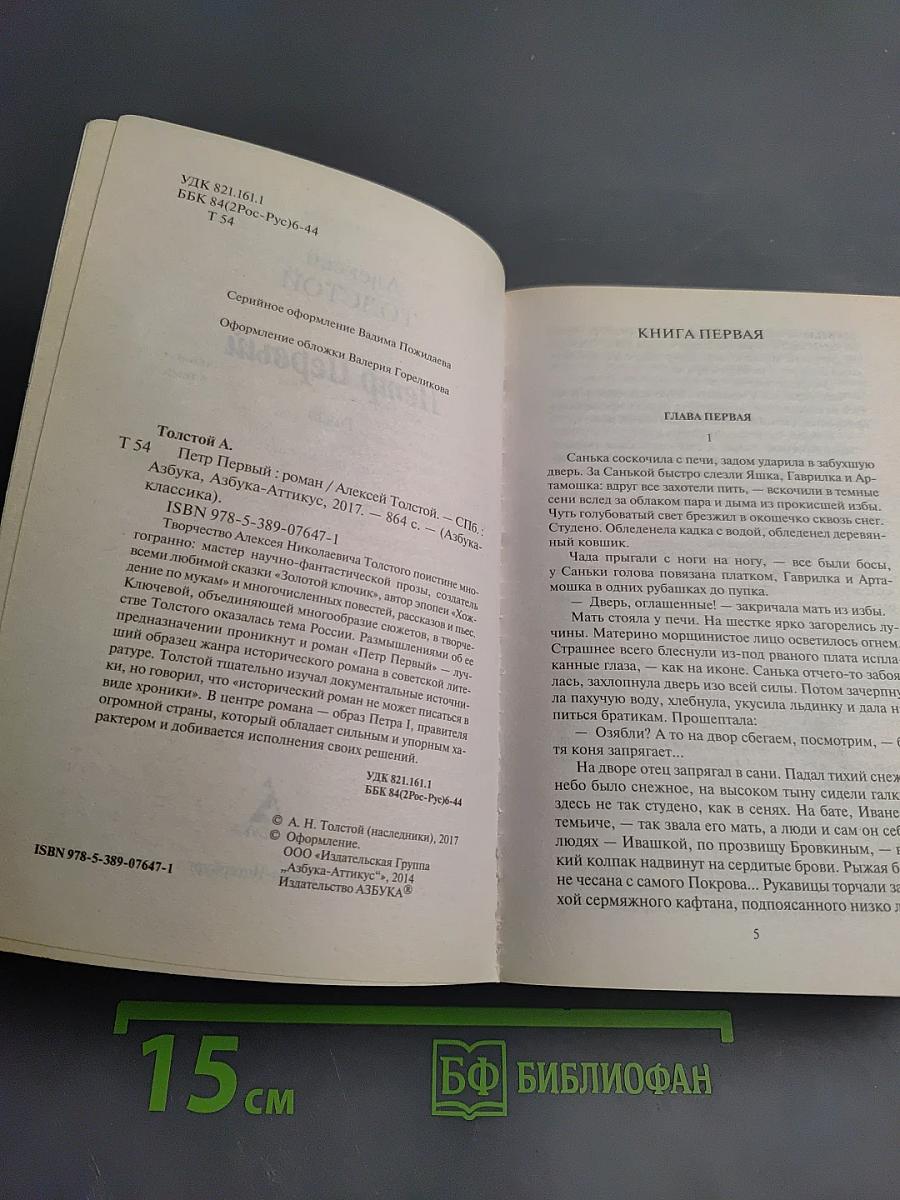 УДК 821.161.1
ББК 84(2Рос-Рус)6-44
Т 54
Серийное оформление Вадима Пожидаева
Оформление обложки Валерия Гореликова
Толстой А.
Т 54
Петр Первый : роман / Алексей Толстой. — СПб. :
Азбука, Азбука-Аттикус, 2017. — 864 с. — (Азбука-
классика).
ISBN 978-5-389-07647-1
Творчество Алексея Николаевича Толстого поистине мно-
гогранно: мастер научно-фантастической прозы, создатель
всеми любимой сказки «Золотой ключик», автор эпопеи «Хож-
дение по мукам» и многочисленных повестей, рассказов и пьес.
Ключевой, объединяющей многообразие сюжетов, в творче-
стве Толстого оказалась тема России. Размышлениями об ее
предназначении проникнут и роман «Петр Первый» — луч-
ший образец жанра исторического романа в советской лите-
ратуре. Толстой тщательно изучал документальные источни-
ки, но говорил, что «исторический роман не может писаться в
виде хроники». В центре романа — образ Петра I, правителя
огромной страны, который обладает сильным и упорным ха-
рактером и добивается исполнения своих решений.
УДК 821.161.1
ББК 84(2Рос-Рус)6-44
© А. Н. Толстой (наследники), 2017
© Оформление.
ООО «Издательская Группа
„Азбука-Аттикус“», 2014
Издательство АЗБУКА®
ISBN 978-5-389-07647-1
КНИГА ПЕРВАЯ
ГЛАВА ПЕРВАЯ
1
Санька соскочила с печи, задом ударила в забухшую
дверь. За Санькой быстро слезли Яшка, Гаврилка и Ар-
тамошка: вдруг все захотели пить, — вскочили в темные
сени вслед за облаком пара и дыма из прокисшей избы.
Чуть голубоватый свет брезжил в окошечко сквозь снег.
Студено. Обледенела кадка с водой, обледенел деревян-
ный ковшик.
Чада прыгали с ноги на ногу, — все были босы,
у Саньки голова повязана платком, Гаврилка и Арта-
мошка в одних рубашках до пупка.
— Дверь, оглашенные! — закричала мать из избы.
Мать стояла у печи. На шестке ярко загорелись лу-
чины. Материно морщинистое лицо осветилось огнем.
Страшнее всего блеснули из-под рваного плата испла-
канные глаза, — как на иконе. Санька отчего-то забоя
лась, захлопнула дверь изо всей силы. Потом зачерпну
ла пахучую воду, хлебнула, укусила льдинку и дала н
питься братикам. Прошептала:
— Озябли? А то на двор сбегаем, посмотрим, — б
тя коня запрягает...
На дворе отец запрягал в сани. Падал тихий снеж
небо было снежное, на высоком тыну сидели галк
здесь не так студено, как в сенях. На бате, Иване
темьиче, — так звала его мать, а люди и сам он себ
людях — Ивашкой, по прозвищу Бровкиным, — в
кий колпак надвинут на сердитые брови. Рыжая б
не чесана с самого Покрова... Рукавицы торчали за
хой сермяжного кафтана, подпоясанного низко л
5
15 см
БФ БИБЛИОФАН